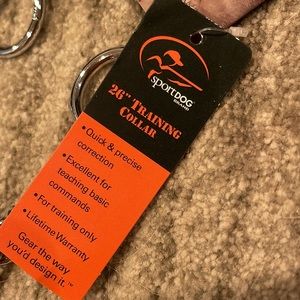 SportDOG
BRAND
26" TRAINING
COLLAR
• Quick & precise
correction
• Excellent for
teaching basic
commands
• For training only
• Lifetime Warranty
Gear the way
you'd design it.™